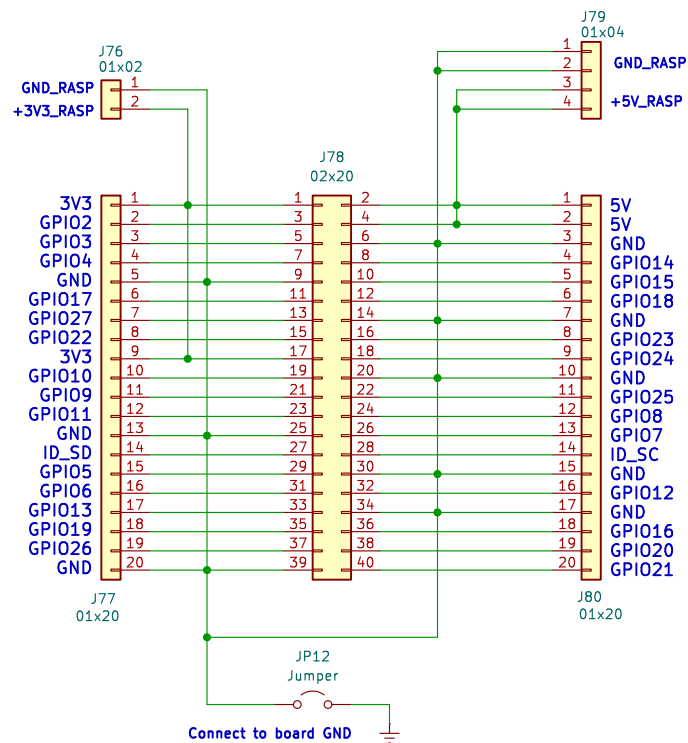 J79
01x04
1
2 GND_RASP
3
4 +5V_RASP
J76
01x02
GND_RASP 1
+3V3_RASP 2
J78
02x20
3V3 1 1 2 1 5V
GPIO2 2 3 4 2 5V
GPIO3 3 5 6 3 GND
GPIO4 4 7 8 4 GPIO14
GND 5 9 10 5 GPIO15
GPIO17 6 11 12 6 GPIO18
GPIO27 7 13 14 7 GND
GPIO22 8 15 16 8 GPIO23
3V3 9 17 18 9 GPIO24
GPIO10 10 19 20 10 GND
GPIO9 11 21 22 11 GPIO25
GPIO11 12 23 24 12 GPIO8
GND 13 25 26 13 GPIO7
ID_SD 14 27 28 14 ID_SC
GPIO5 15 29 30 15 GND
GPIO6 16 31 32 16 GPIO12
GPIO13 17 33 34 17 GND
GPIO19 18 35 36 18 GPIO16
GPIO26 19 37 38 19 GPIO20
GND 20 39 40 20 GPIO21
J77
01x20
J80
01x20
JP12
Jumper
Connect to board GND